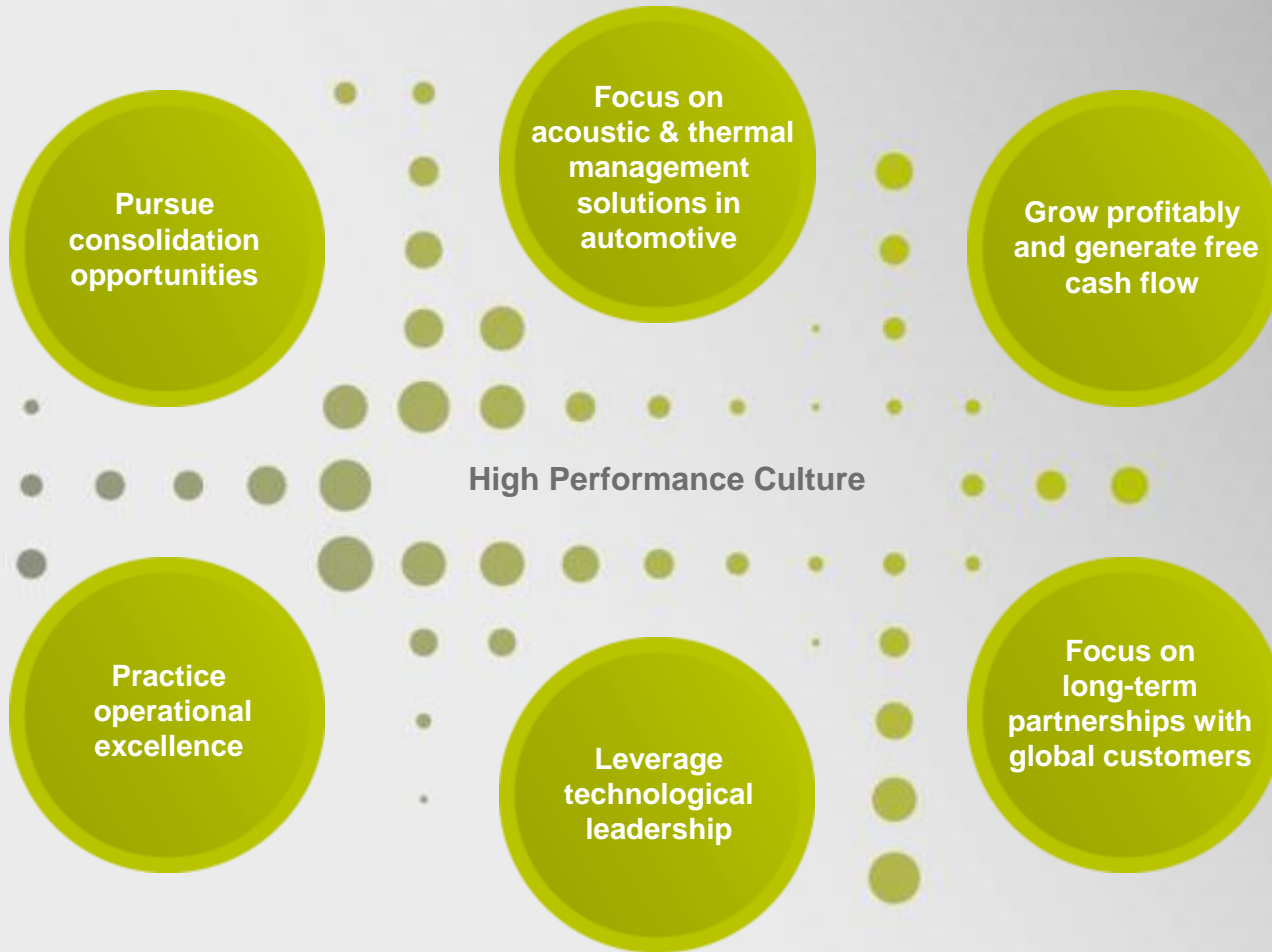 Pursue
consolidation
opportunities
Focus on
acoustic & thermal
management
solutions in
automotive
Grow profitably
and generate free
cash flow
High Performance Culture
Practice
operational
excellence
Leverage
technological
leadership
Focus on
long-term
partnerships with
global customers